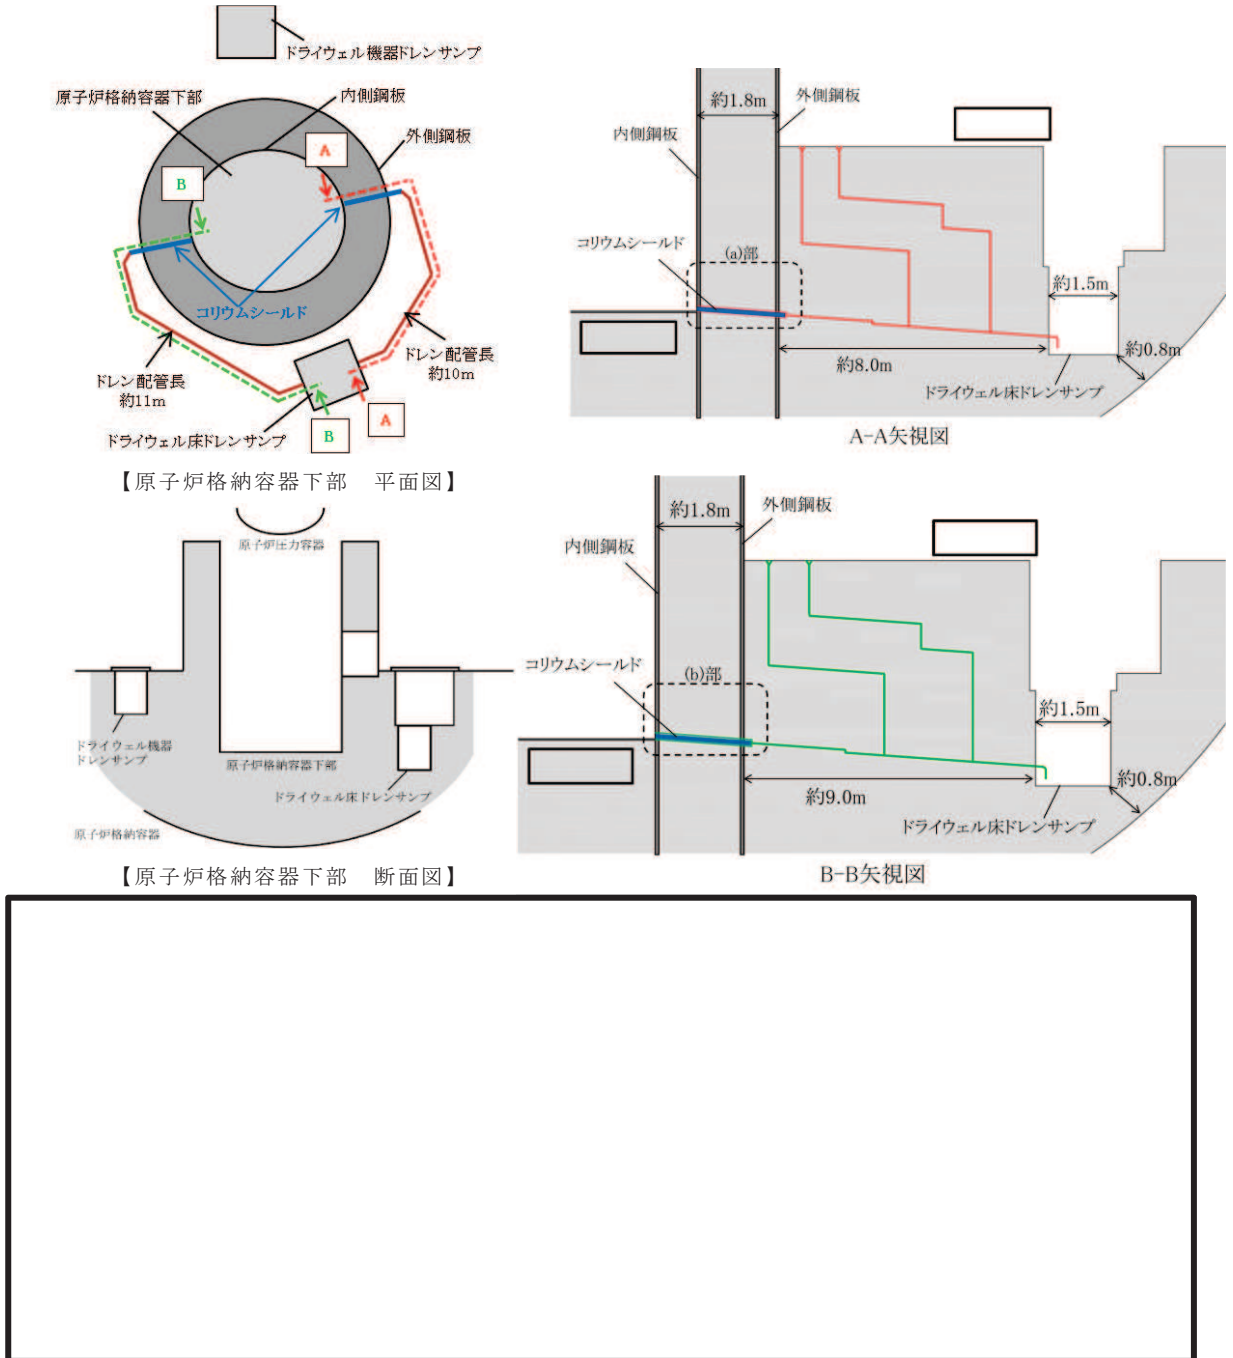 ドライウェル機器ドレンサンプ
原子炉格納容器下部
内側鋼板
外側鋼板
A
B
コリウムシールド
ドレン配管長
約10m
ドレン配管長
約11m
ドライウェル床ドレンサンプ
B
A
【原子炉格納容器下部 平面図】
約1.8m
外側鋼板
内側鋼板
コリウムシールド
(a)部
約1.5m
約8.0m
約0.8m
ドライウェル床ドレンサンプ
A-A矢視図
原子炉圧力容器
ドライウェル機器
ドレンサンプ
原子炉格納容器下部
ドライウェル床ドレンサンプ
原子炉格納容器
【原子炉格納容器下部 断面図】
約1.8m
外側鋼板
内側鋼板
コリウムシールド
(b)部
約1.5m
約9.0m
約0.8m
ドライウェル床ドレンサンプ
B-B矢視図